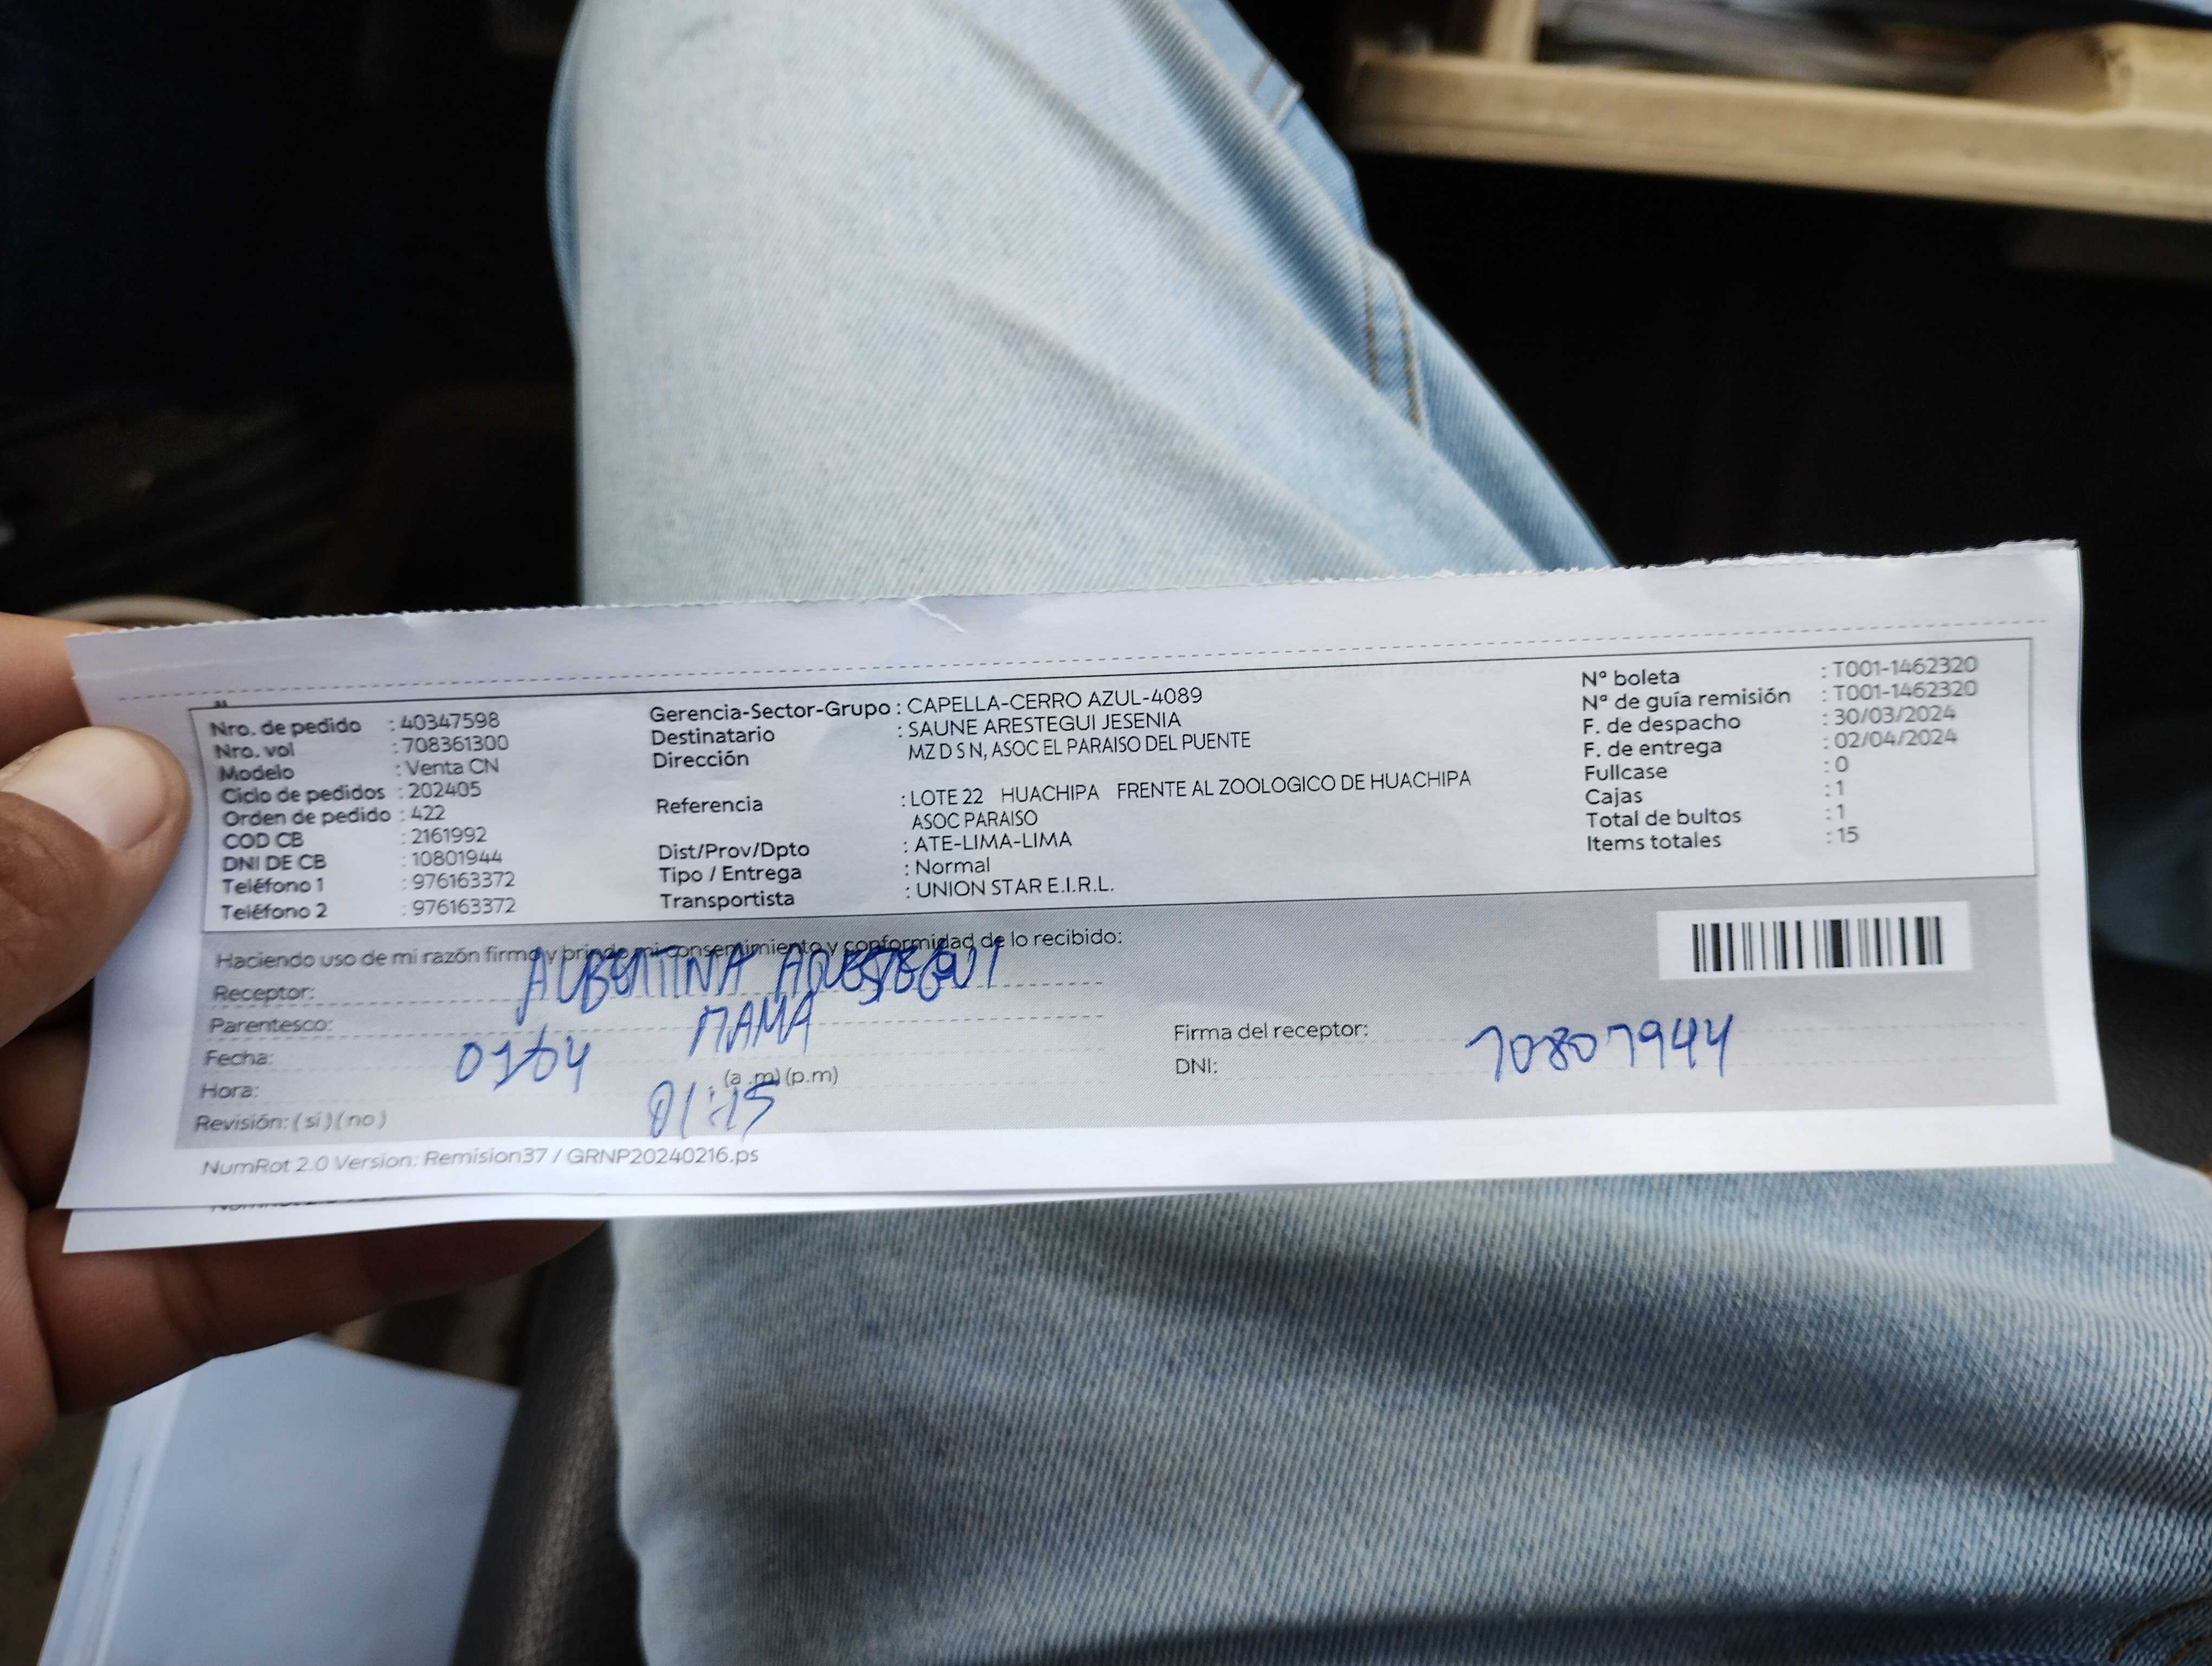 Nro. de pedido : 40347598
Nro. vol : 708361300
Modelo : Venta CN
Ciclo de pedidos : 202405
Orden de pedido : 422
COD CB : 2161992
DNI DE CB : 10801944
Teléfono 1 : 976163372
Teléfono 2 : 976163372
Gerencia-Sector-Grupo : CAPELLA-CERRO AZUL-4089
Destinatario : SAUNE ARESTEGUI JESENIA
Dirección MZ D S N, ASOC EL PARAISO DEL PUENTE
Referencia : LOTE 22 HUACHIPA FRENTE AL ZOOLOGICO DE HUACHIPA
ASOC PARAISO
Dist/Prov/Dpto : ATE-LIMA-LIMA
Tipo / Entrega : Normal
Transportista : UNION STAR E.I.R.L.
N° boleta : T001-1462320
N° de guía remisión : T001-1462320
F. de despacho : 30/03/2024
F. de entrega : 02/04/2024
Fullcase : 0
Cajas : 1
Total de bultos : 1
Items totales : 15
Haciendo uso de mi razón firmo y brindo mi consentimiento y conformidad de lo recibido:
Receptor: ALBERTINA
Parentesco: MAMA
Fecha: 01/04
Hora: 01:15 (a .m) (p.m)
Revisión: ( si ) ( no )
Firma del receptor:
DNI: 10801944
NumRot 2.0 Version: Remision37 / GRNP20240216.ps